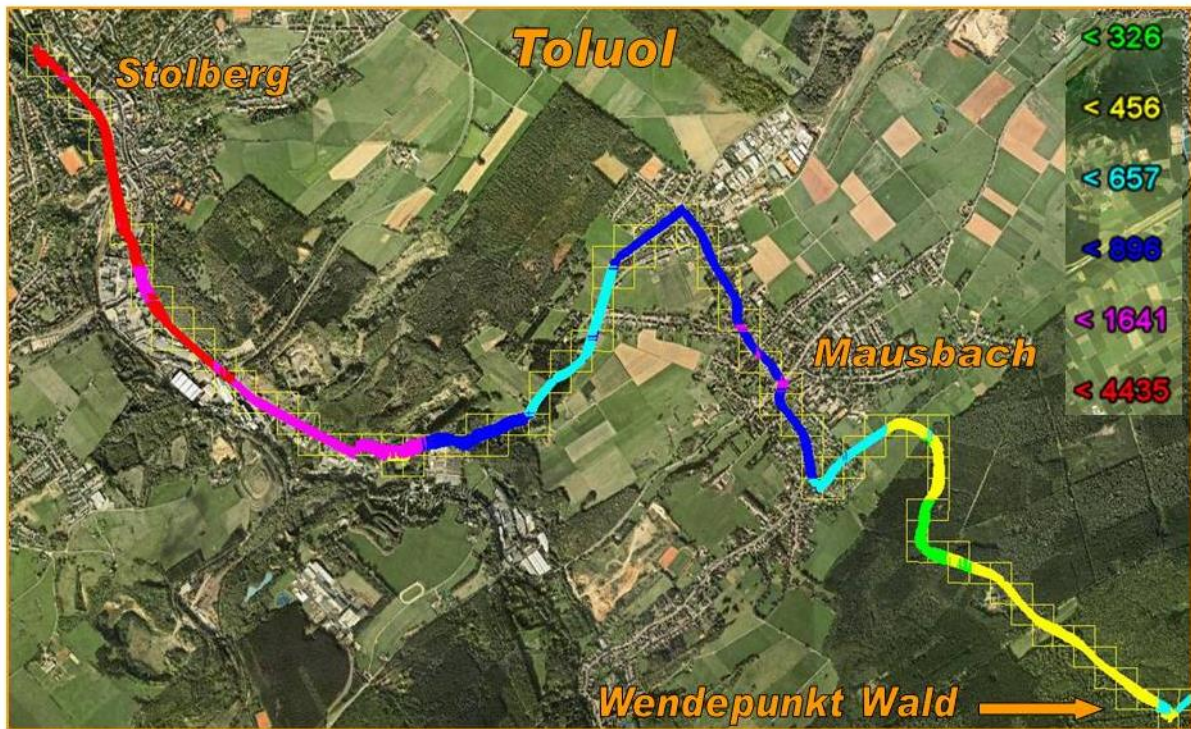 Toluol
Stolberg
< 326
< 456
< 657
< 896
< 1641
< 4435
Mausbach
Wendepunkt Wald